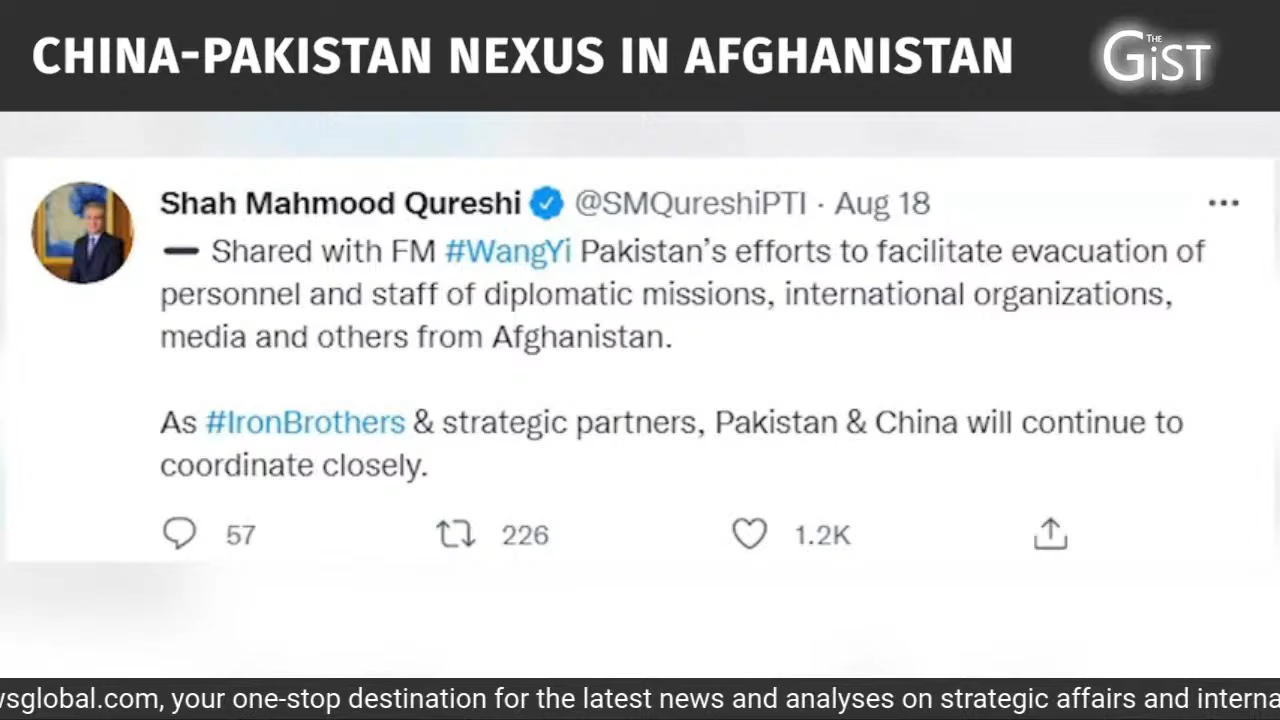 CHINA-PAKISTAN NEXUS IN AFGHANISTAN
THE GiST
Shah Mahmood Qureshi @SMQureshiPTI · Aug 18 ···
➖ Shared with FM #WangYi Pakistan's efforts to facilitate evacuation of
personnel and staff of diplomatic missions, international organizations,
media and others from Afghanistan.
As #IronBrothers & strategic partners, Pakistan & China will continue to
coordinate closely.
57 226 1.2K
wsglobal.com, your one-stop destination for the latest news and analyses on strategic affairs and interna